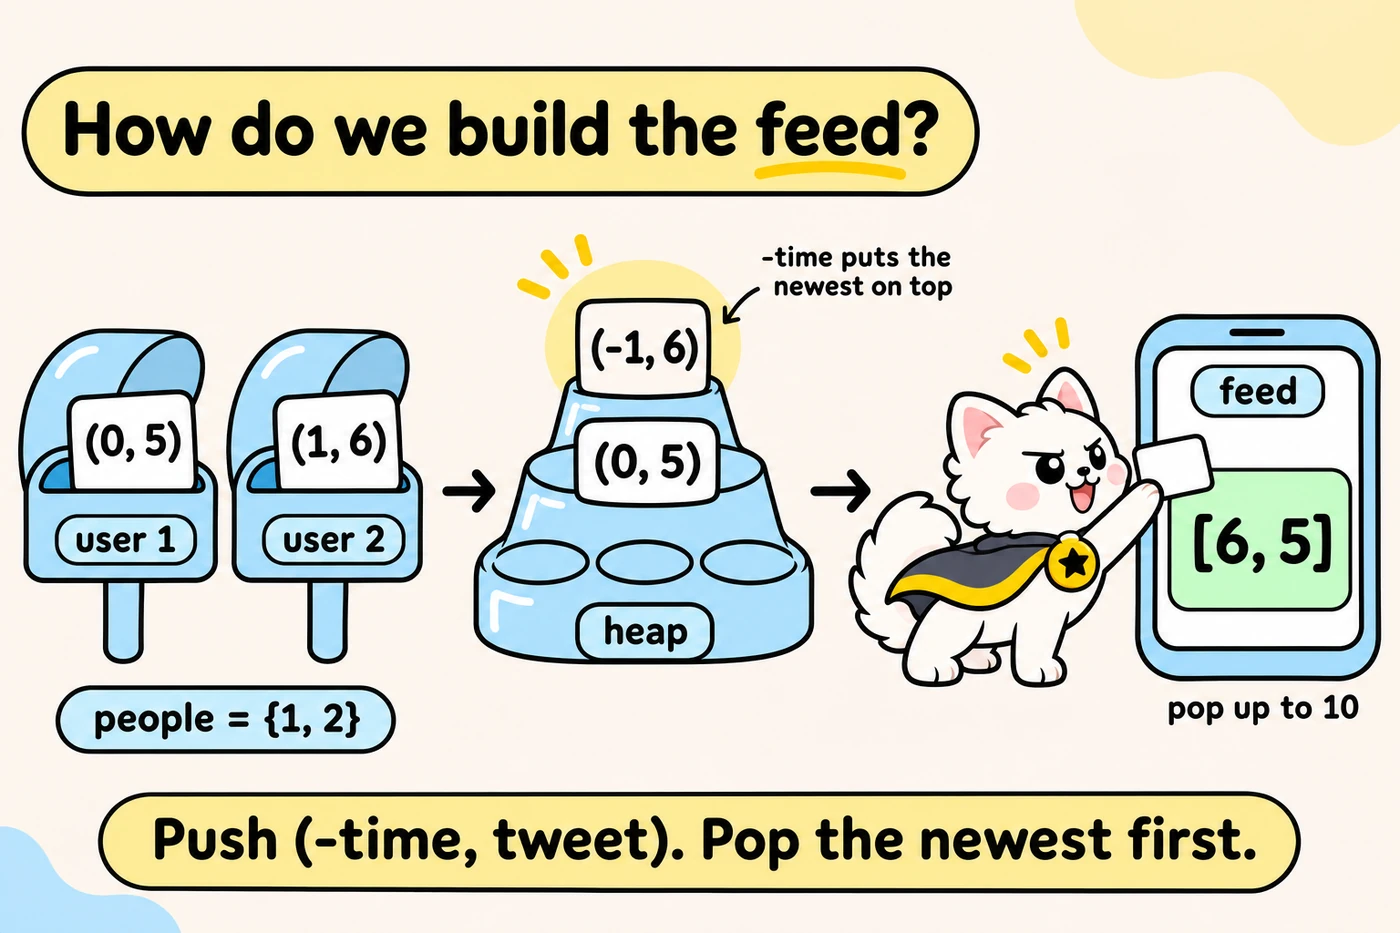 How do we build the feed?
-time puts the
newest on top
(0, 5)
user 1
(1, 6)
user 2
people = {1, 2}
(-1, 6)
(0, 5)
heap
feed
[6, 5]
pop up to 10
Push (-time, tweet). Pop the newest first.